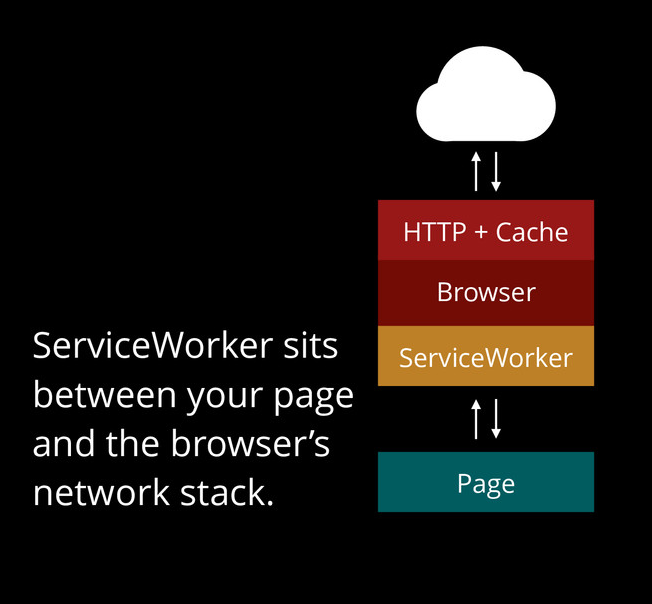 HTTP + Cache
Browser
ServiceWorker
ServiceWorker sits
between your page
and the browser’s
network stack.
Page